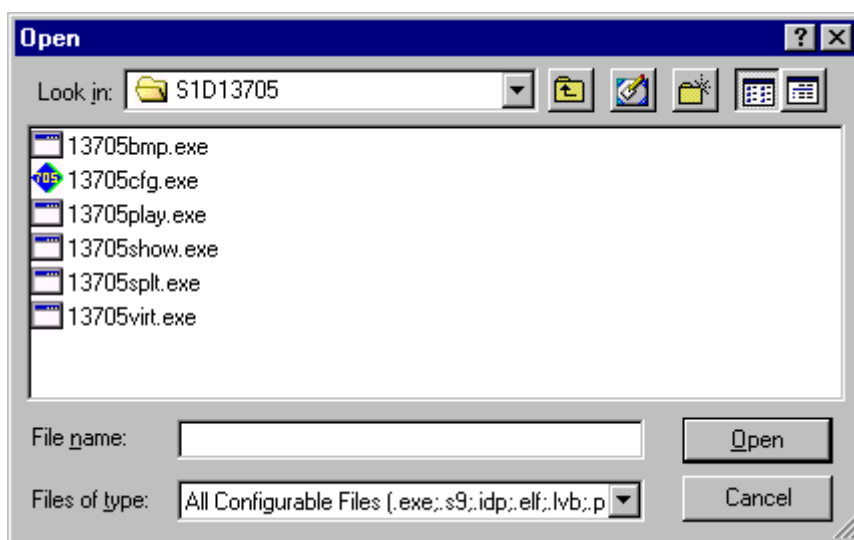 Open
Look in: S1D13705
13705bmp.exe
705 13705cfg.exe
13705play.exe
13705show.exe
13705splt.exe
13705virt.exe
File name: Open
Files of type: All Configurable Files (.exe;.s9;.idp;.elf;.lvb;.p Cancel